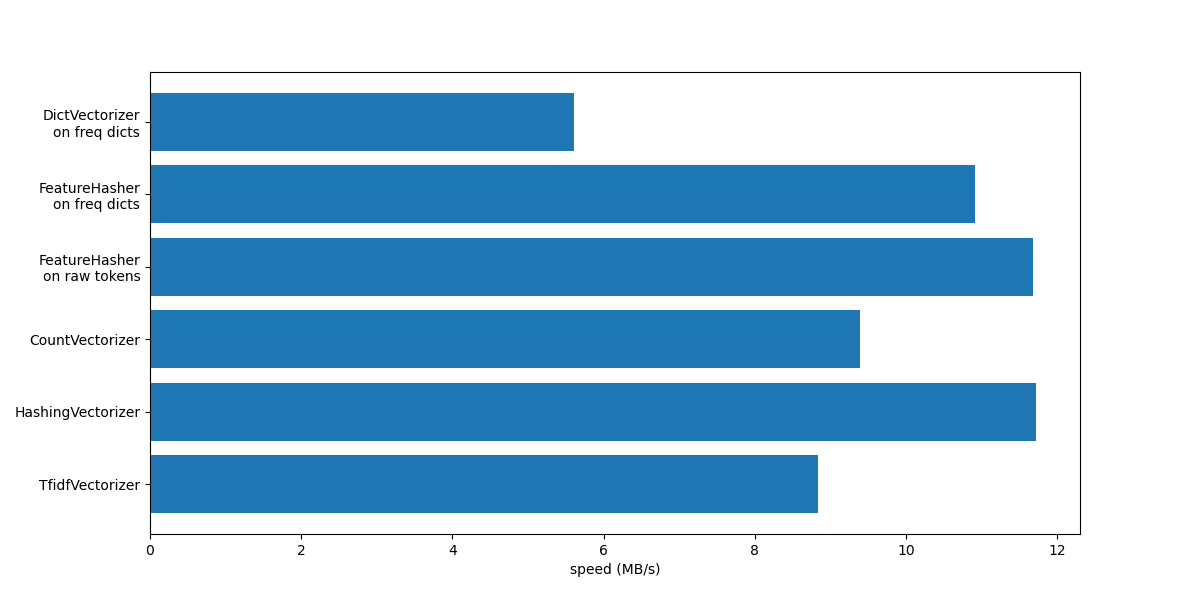 DictVectorizer
on freq dicts
FeatureHasher
on freq dicts
FeatureHasher
on raw tokens
CountVectorizer
HashingVectorizer
TfidfVectorizer
0 2 4 6 8 10 12
speed (MB/s)